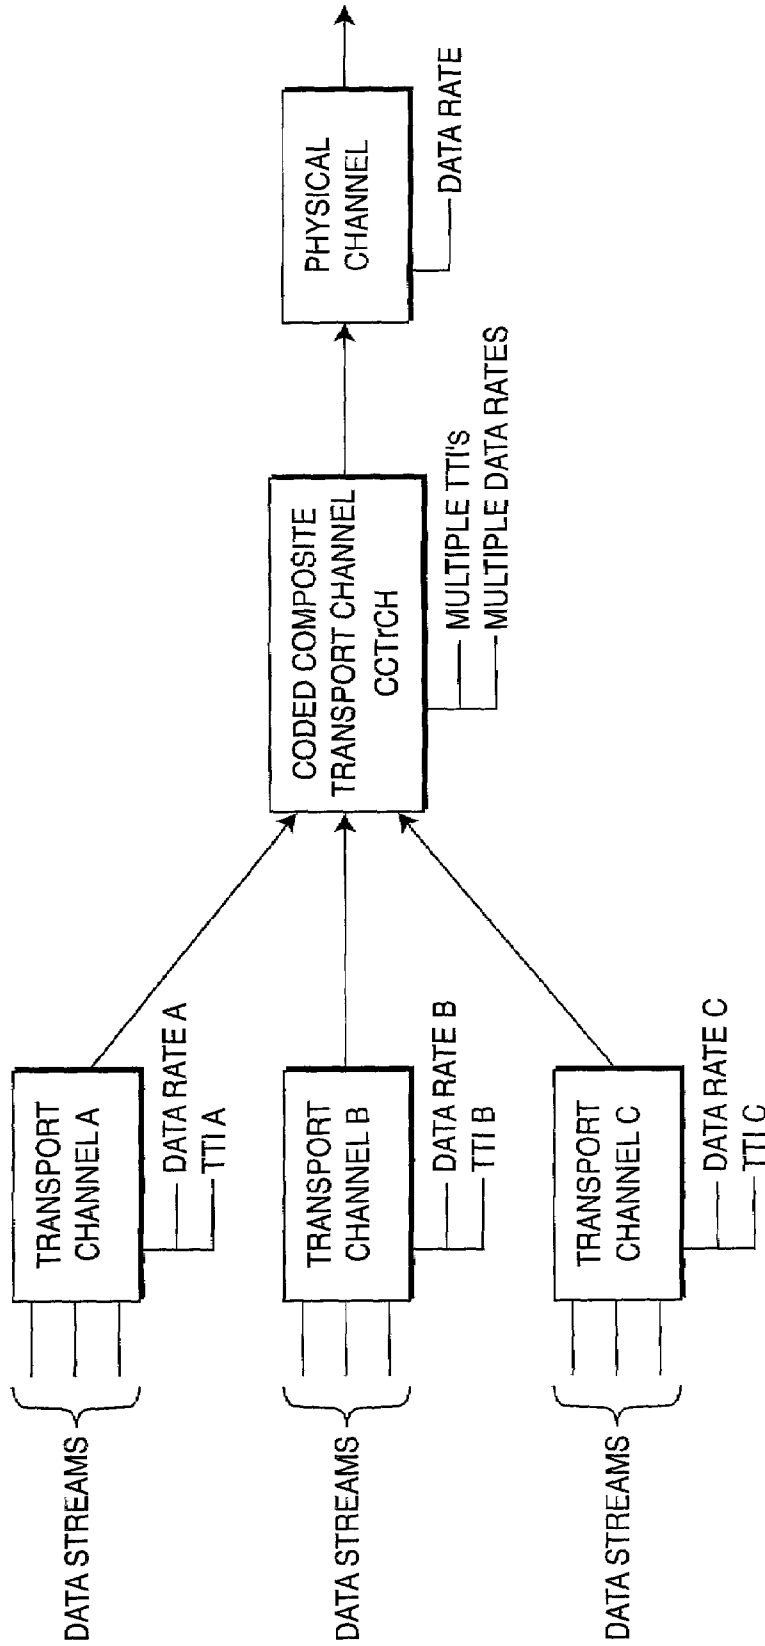 DATA STREAMS
TRANSPORT
CHANNEL A
DATA RATE A
TTI A
DATA STREAMS
TRANSPORT
CHANNEL B
DATA RATE B
TTI B
DATA STREAMS
TRANSPORT
CHANNEL C
DATA RATE C
TTI C
CODED COMPOSITE
TRANSPORT CHANNEL
CCTrCH
MULTIPLE TTI'S
MULTIPLE DATA RATES
PHYSICAL
CHANNEL
DATA RATE